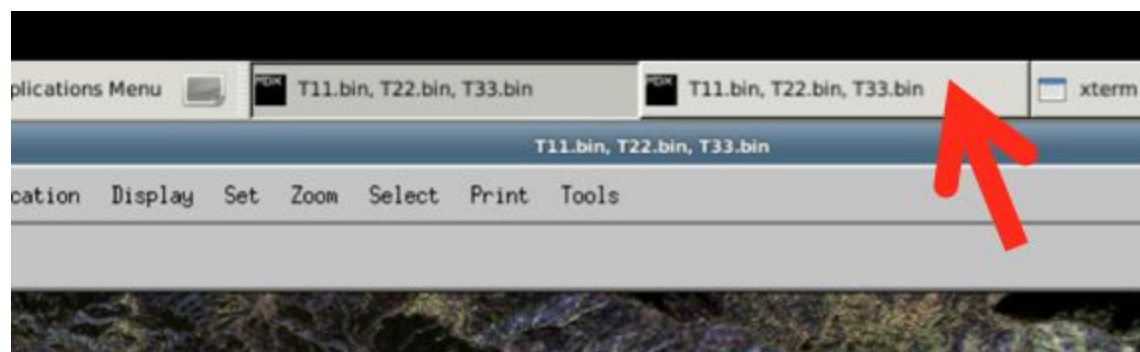 plications Menu T11.bin, T22.bin, T33.bin T11.bin, T22.bin, T33.bin xterm
T11.bin, T22.bin, T33.bin
cation Display Set Zoom Select Print Tools